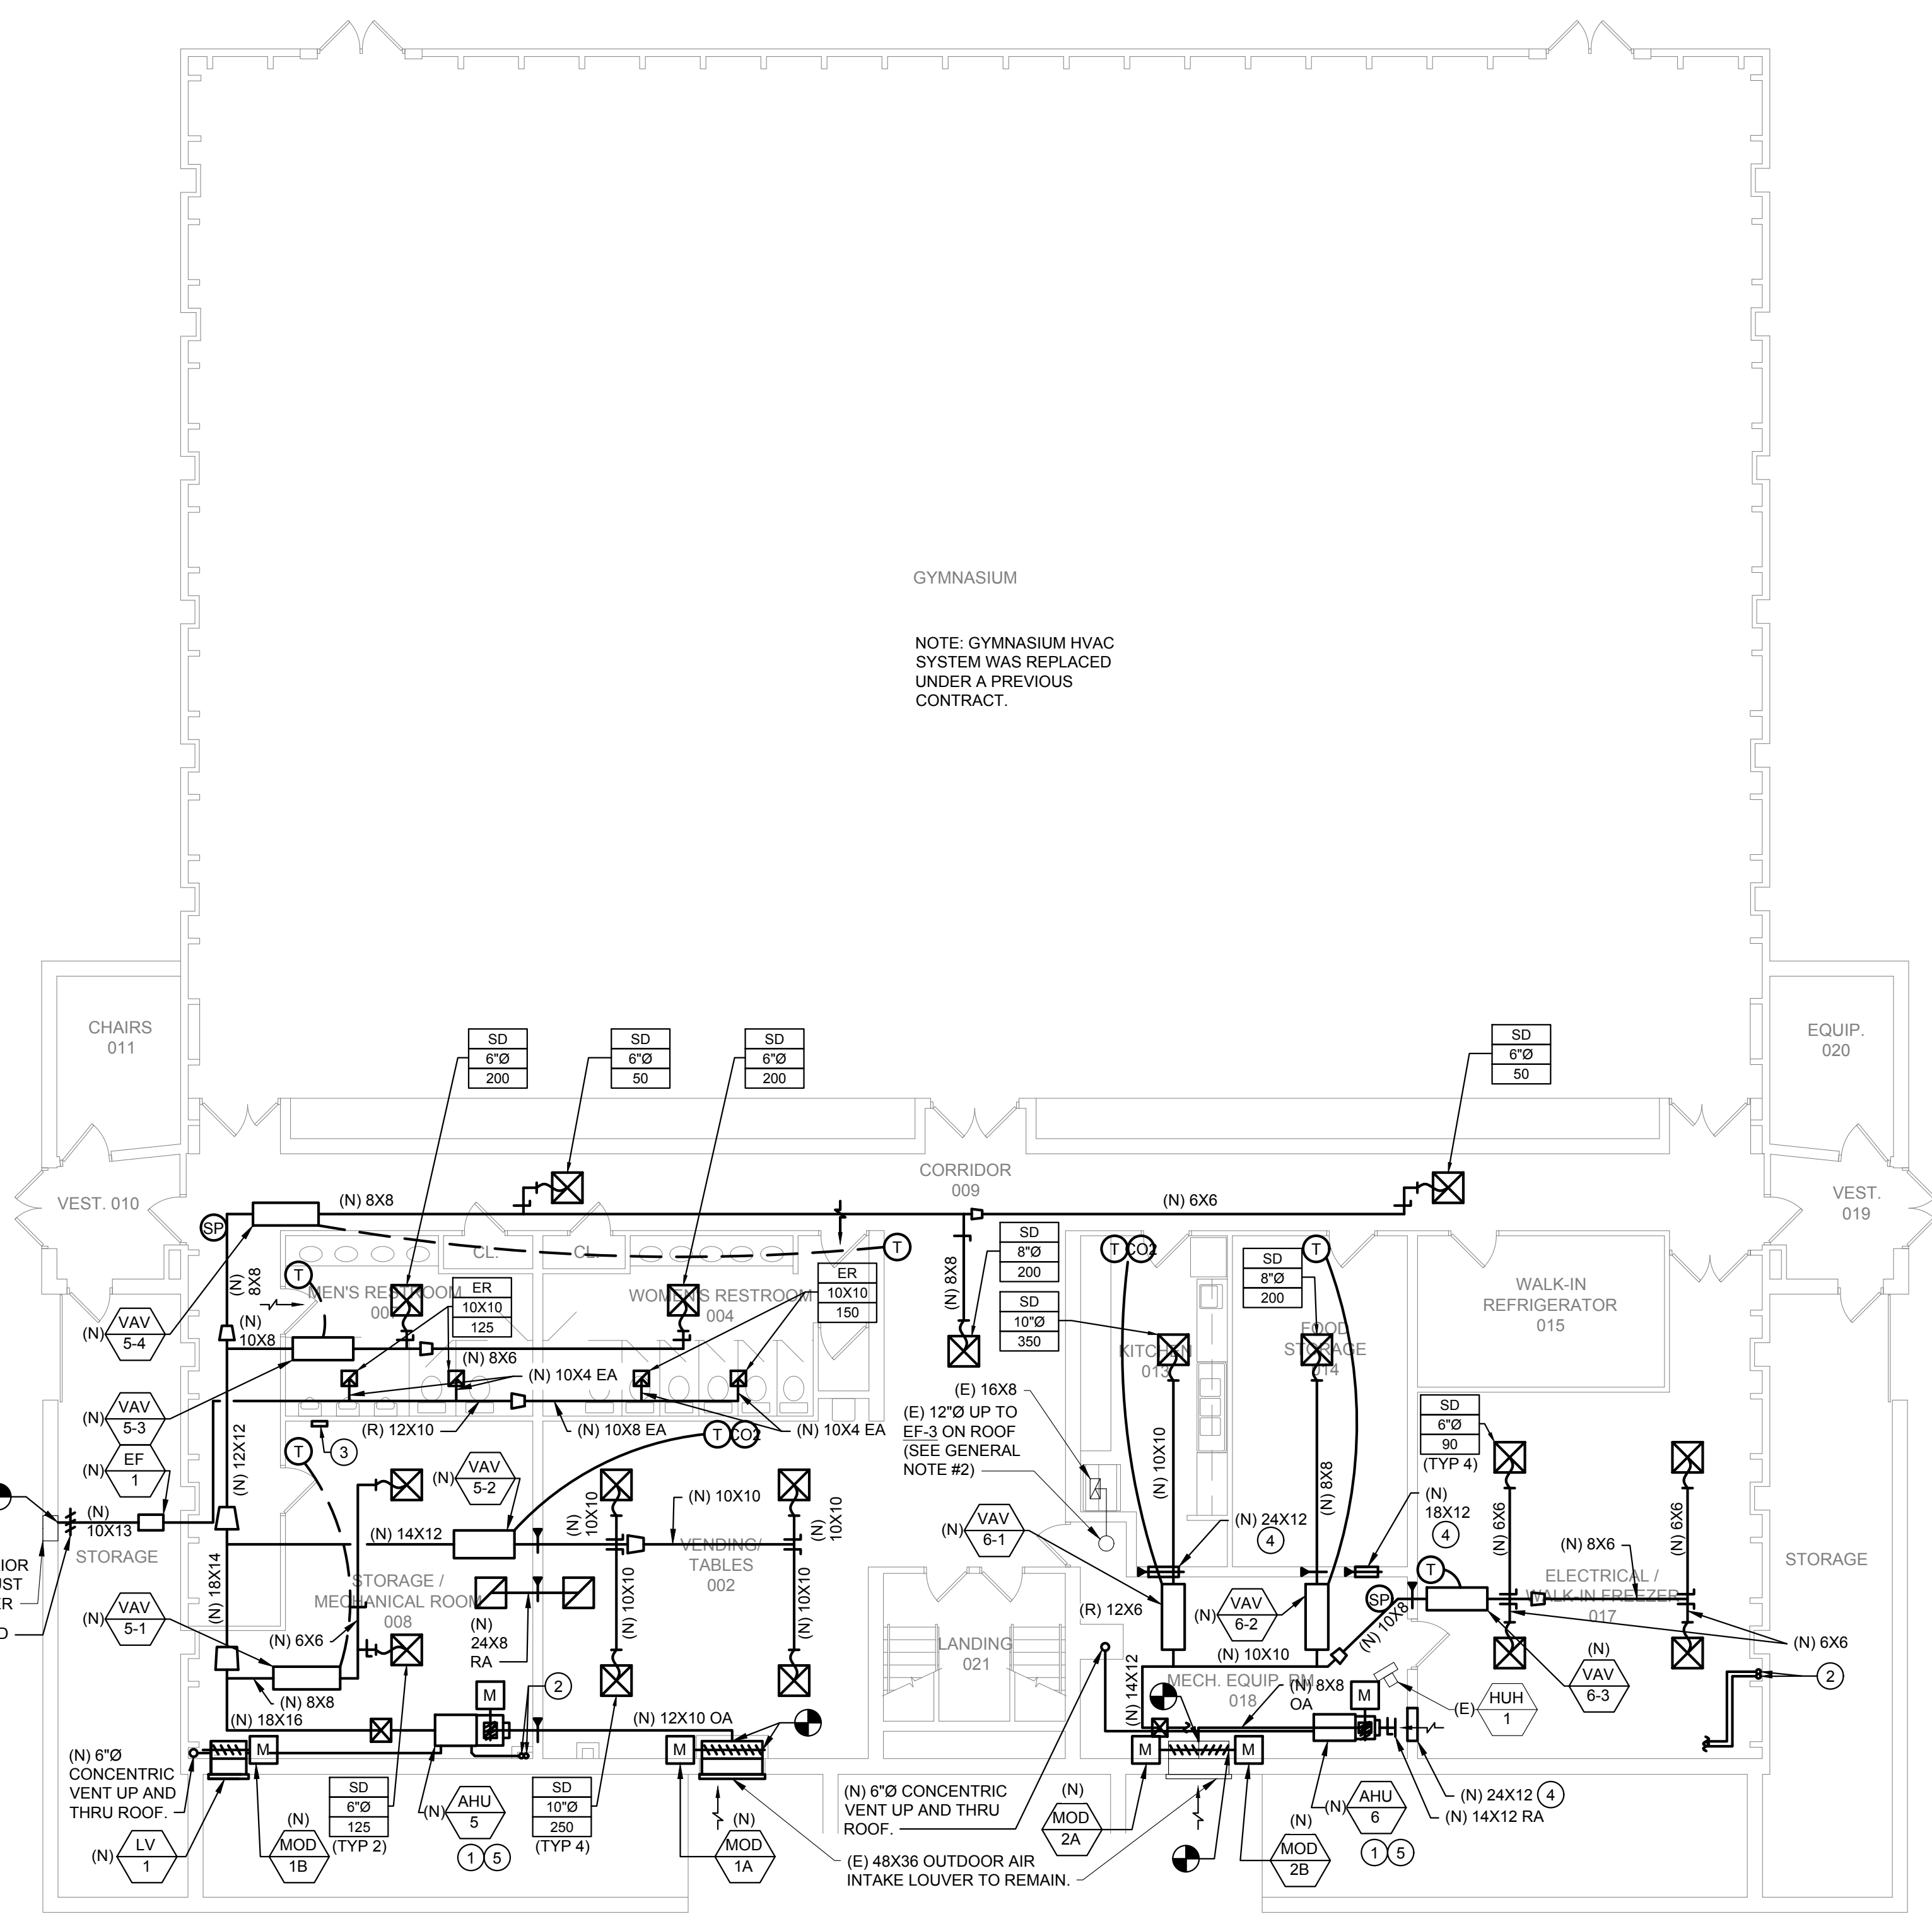 GYMNASIUM
NOTE: GYMNASIUM HVAC
SYSTEM WAS REPLACED
UNDER A PREVIOUS
CONTRACT.
CHAIRS
011
EQUIP.
020
SD
6"Ø
200
SD
6"Ø
50
SD
6"Ø
200
SD
6"Ø
50
CORRIDOR
009
VEST. 010
VEST.
019
(N) 8X8
(N) 6X6
SP
(N)
8X8
CL.
CL.
T
T
MEN'S RESTROOM
WOMEN'S RESTROOM
004
ER
10X10
125
ER
10X10
150
(N) 8X8
SD
8"Ø
200
SD
10"Ø
350
T
CO2
T
SD
8"Ø
200
WALK-IN
REFRIGERATOR
015
(N)
VAV
5-4
(N)
10X8
(N) 8X6
(N) 10X4 EA
KITCHEN
013
FOOD
STORAGE
014
(N)
VAV
5-3
(R) 12X10
(N) 10X8 EA
(N) 10X4 EA
(E) 16X8
(E) 12"Ø UP TO
EF-3 ON ROOF
(SEE GENERAL
NOTE #2)
SD
6"Ø
90
(TYP 4)
(N)
EF
1
(N) 12X12
T
3
T
CO2
(N)
VAV
5-2
(N) 10X10
(N)
10X10
(N)
10X10
(N) 10X10
(N) 8X8
(N)
18X12
4
(N) 24X12
4
(N) 6X6
(N) 6X6
(N)
10X13
STORAGE
(N) 14X12
VENDING/
TABLES
002
(N)
VAV
6-1
(N) 8X6
T
STORAGE
ELECTRICAL /
WALK-IN FREEZER
017
(N) 18X14
STORAGE /
MECHANICAL ROOM
008
(N)
VAV
5-1
(N) 6X6
(N)
24X8
RA
(N) 10X10
(N) 10X10
(R) 12X6
(N)
VAV
6-2
SP
(N) 10X8
(N) 6X6
LANDING
021
(N) 10X10
(N)
VAV
6-3
2
(N) 8X8
(N) 18X16
M
2
(N) 12X10 OA
(N) 14X12
MECH. EQUIP. RM
018
(N) 8X8
OA
M
(E)
HUH
1
(N) 6"Ø
CONCENTRIC
VENT UP AND
THRU ROOF.
M
M
M
M
SD
6"Ø
125
(TYP 2)
(N)
AHU
5
1
5
SD
10"Ø
250
(TYP 4)
(N) 6"Ø CONCENTRIC
VENT UP AND THRU
ROOF.
(N)
MOD
2A
(N)
AHU
6
1
5
(N) 24X12
4
(N) 14X12 RA
(N)
LV
1
(N)
MOD
1B
(N)
MOD
1A
(E) 48X36 OUTDOOR AIR
INTAKE LOUVER TO REMAIN.
(N)
MOD
2B